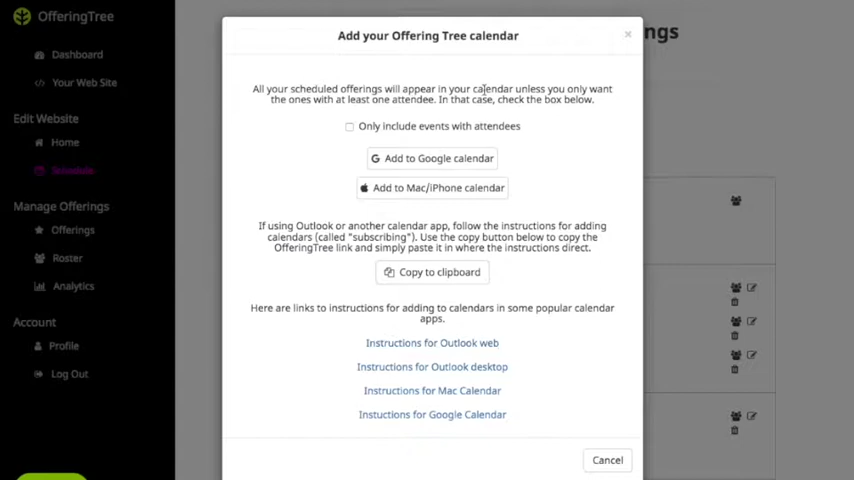 OfferingTree
Dashboard
Your Web Site
Edit Website
Home
Schedule
Manage Offerings
Offerings
Roster
Analytics
Account
Profile
Log Out
Add your Offering Tree calendar
×
All your scheduled offerings will appear in your calendar unless you only want
the ones with at least one attendee. In that case, check the box below.
Only include events with attendees
Add to Google calendar
Add to Mac/iPhone calendar
If using Outlook or another calendar app, follow the instructions for adding
calendars (called "subscribing"). Use the copy button below to copy the
OfferingTree link and simply paste it in where the instructions direct.
Copy to clipboard
Here are links to instructions for adding to calendars in some popular calendar
apps.
Instructions for Outlook web
Instructions for Outlook desktop
Instructions for Mac Calendar
Instuctions for Google Calendar
Cancel
ngs